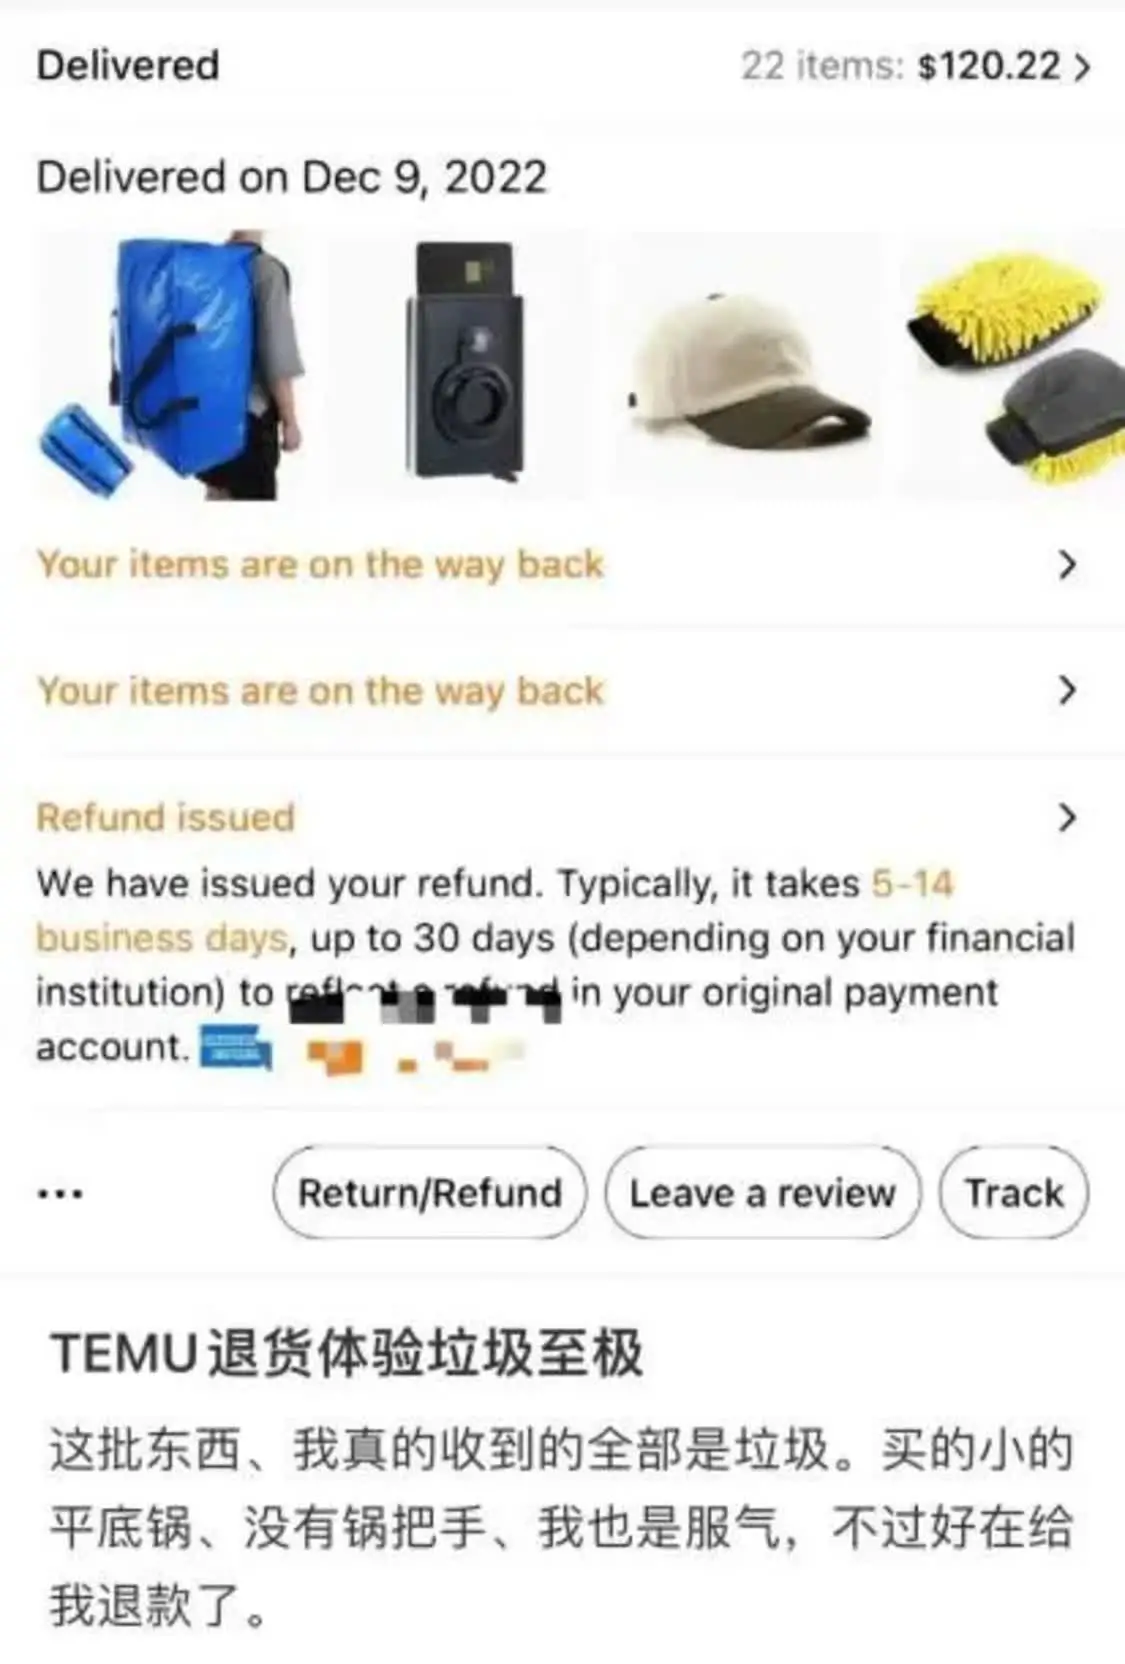 Delivered
22 items: $120.22 >
Delivered on Dec 9, 2022
Your items are on the way back >
Your items are on the way back >
Refund issued >
We have issued your refund. Typically, it takes 5-14
business days, up to 30 days (depending on your financial
institution) to reflect a refund in your original payment
account.
... Return/Refund Leave a review Track
TEMU退货体验垃圾至极
这批东西、我真的收到的全部是垃圾。买的小的
平底锅、没有锅把手、我也是服气，不过好在给
我退款了。